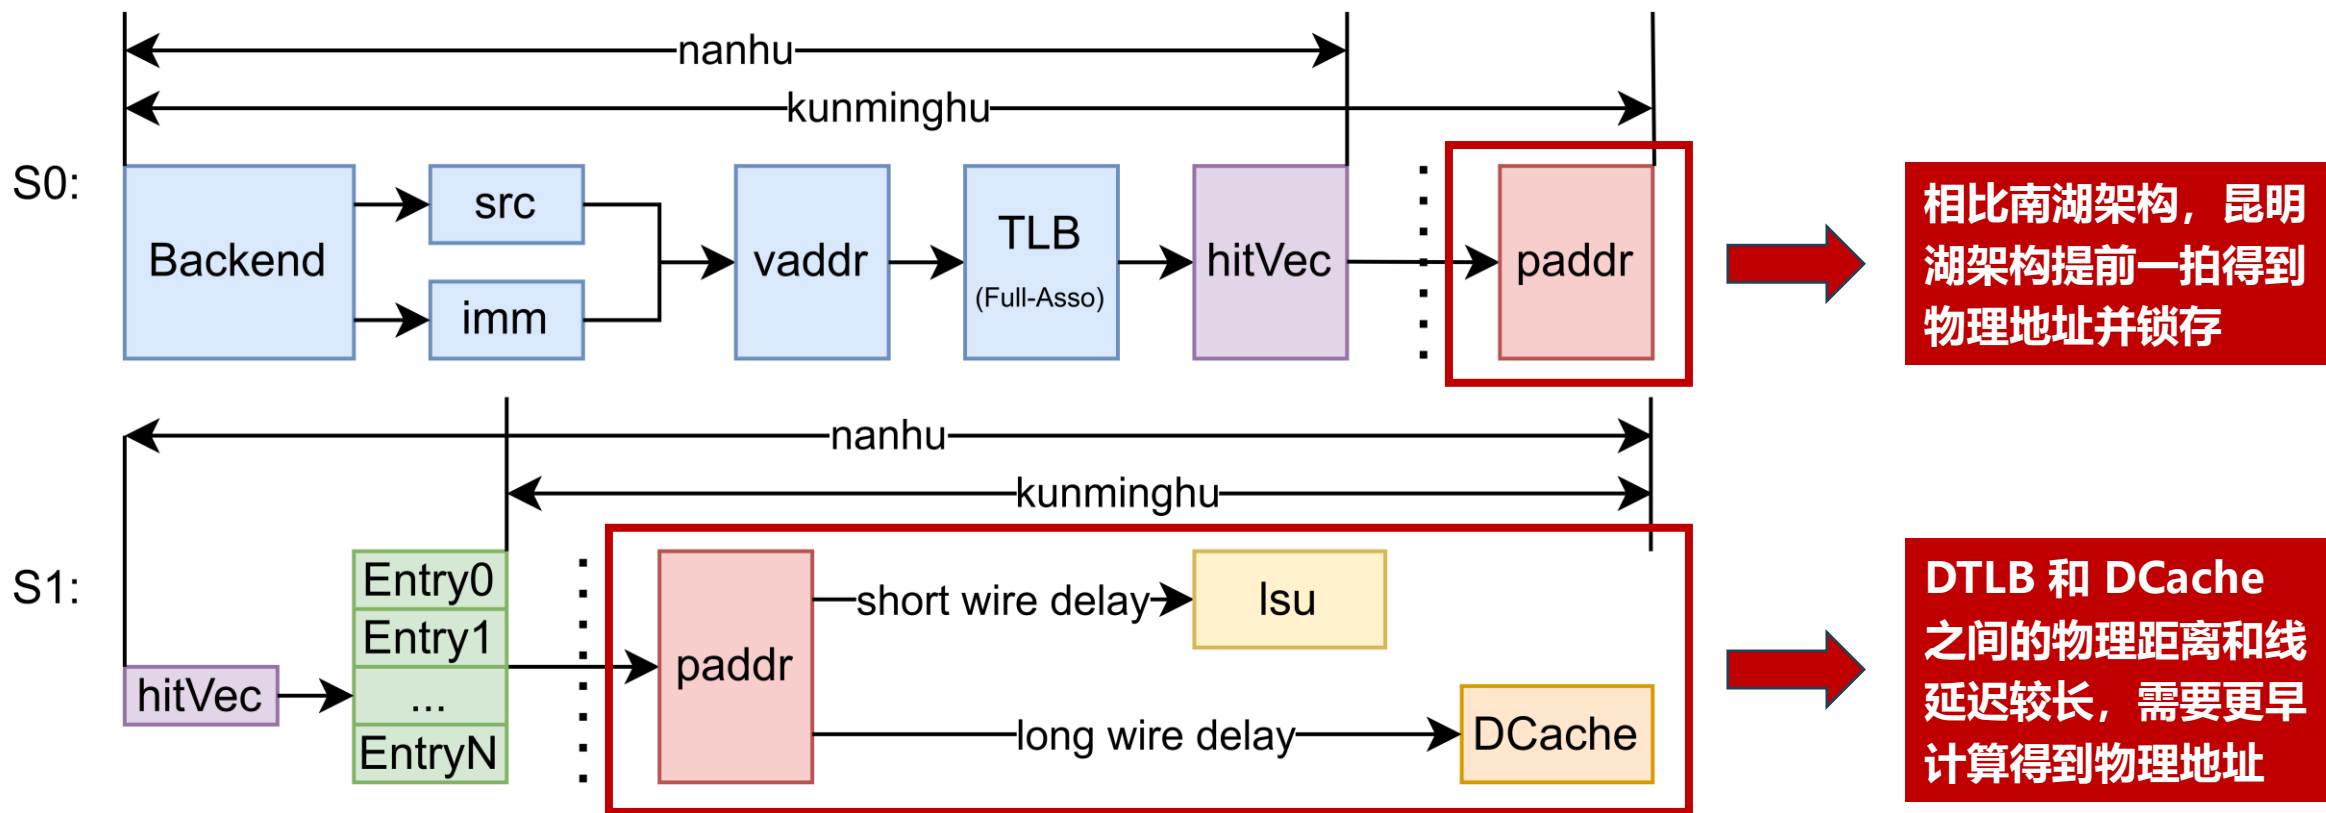 nanhu
kunminghu
S0:
Backend
src
imm
vaddr
TLB
(Full-Asso)
hitVec
paddr
相比南湖架构，昆明
湖架构提前一拍得到
物理地址并锁存
nanhu
kunminghu
S1:
hitVec
Entry0
Entry1
...
EntryN
paddr
short wire delay
lsu
long wire delay
DCache
DTLB 和 DCache
之间的物理距离和线
延迟较长，需要更早
计算得到物理地址